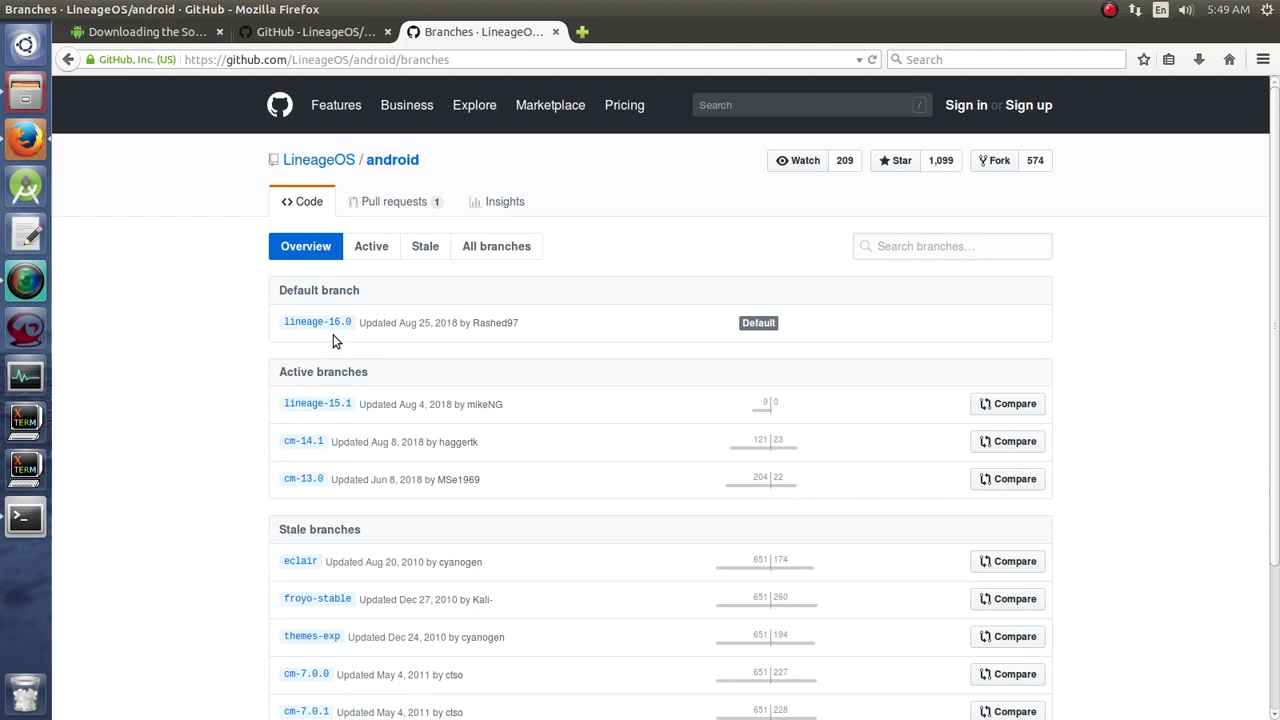 Branches · LineageOS/android · GitHub - Mozilla Firefox
En
5:49 AM
Downloading the So... ×
GitHub - LineageOS/... ×
Branches · LineageO... ×
GitHub, Inc. (US) https://github.com/LineageOS/android/branches
Search
Features Business Explore Marketplace Pricing
Search /
Sign in or Sign up
LineageOS / android
Watch 209
Star 1,099
Fork 574
Code
Pull requests 1
Insights
Overview Active Stale All branches
Search branches...
Default branch
lineage-16.0 Updated Aug 25, 2018 by Rashed97 Default
Active branches
lineage-15.1 Updated Aug 4, 2018 by mikeNG 9 0 Compare
cm-14.1 Updated Aug 8, 2018 by haggertk 121 23 Compare
cm-13.0 Updated Jun 8, 2018 by MSe1969 204 22 Compare
Stale branches
eclair Updated Aug 20, 2010 by cyanogen 651 174 Compare
froyo-stable Updated Dec 27, 2010 by Kali- 651 260 Compare
themes-exp Updated Dec 24, 2010 by cyanogen 651 194 Compare
cm-7.0.0 Updated May 4, 2011 by ctso 651 227 Compare
cm-7.0.1 Updated May 4, 2011 by ctso 651 228 Compare
X
TERM
X
TERM
>_